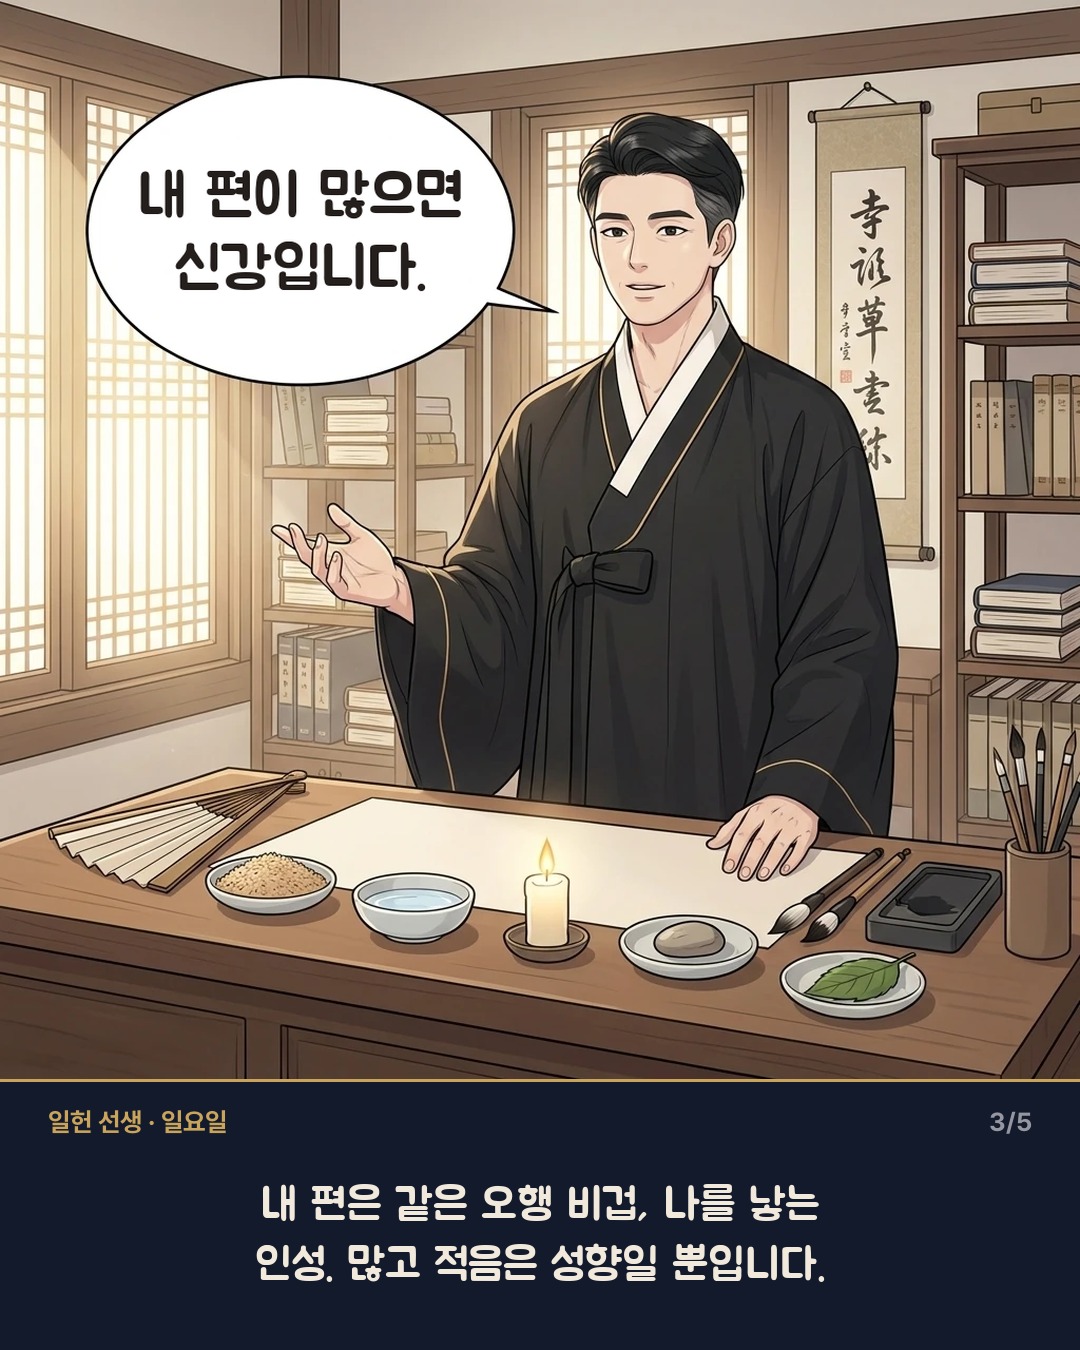 내 편이 많으면
신강입니다.
일헌 선생 · 일요일
3/5
내 편은 같은 오행 비겁, 나를 낳는
인성. 많고 적음은 성향일 뿐입니다.